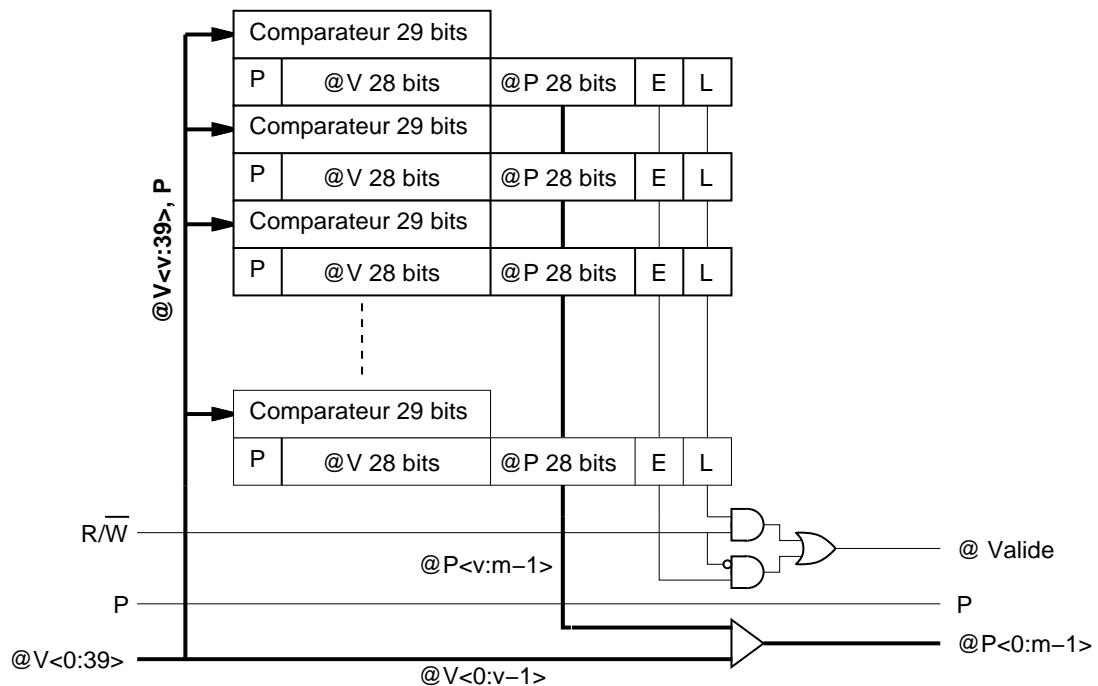 Comparateur 29 bits
P @V 28 bits @P 28 bits E L
Comparateur 29 bits
P @V 28 bits @P 28 bits E L
Comparateur 29 bits
P @V 28 bits @P 28 bits E L
@V<v:39>, P
Comparateur 29 bits
P @V 28 bits @P 28 bits E L
R/W̅
@ Valide
@P<v:m−1>
P P
@P<0:m−1>
@V<0:39>
@V<0:v−1>